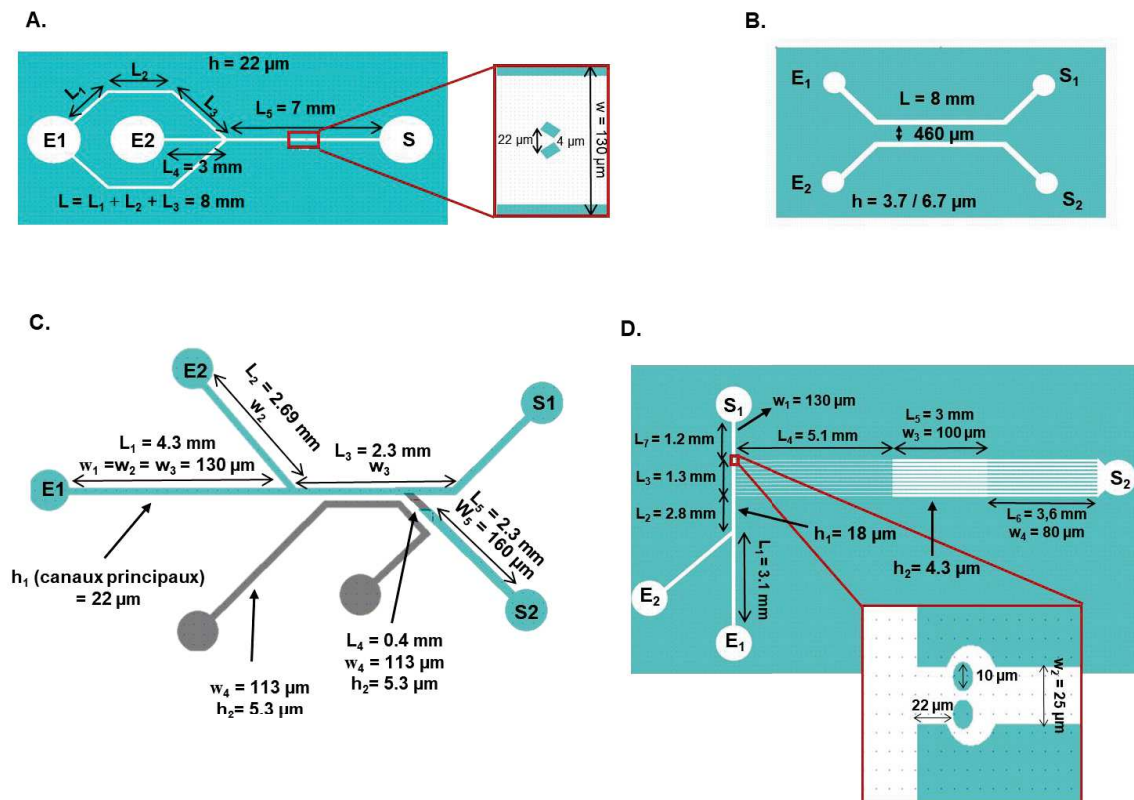 A.
h = 22 µm
L₁
L₂
L₃
L₅ = 7 mm
E1
E2
S
L₄ = 3 mm
L = L₁ + L₂ + L₃ = 8 mm
22 µm
4 µm
w = 130 µm
B.
E₁
S₁
L = 8 mm
460 µm
E₂
S₂
h = 3.7 / 6.7 µm
C.
E2
L₂ = 2.69 mm
w₂
S1
L₁ = 4.3 mm
w₁ =w₂ = w₃ = 130 µm
L₃ = 2.3 mm
w₃
E1
L₅ = 2.3 mm
W₅ = 160 µm
h₁ (canaux principaux)
= 22 µm
S2
L₄ = 0.4 mm
w₄ = 113 µm
h₂= 5.3 µm
w₄ = 113 µm
h₂= 5.3 µm
D.
S₁
w₁ = 130 µm
L₇ = 1.2 mm
L₄ = 5.1 mm
L₅ = 3 mm
w₃ = 100 µm
L₃ = 1.3 mm
S₂
L₂ = 2.8 mm
L₆ = 3,6 mm
w₄ = 80 µm
h₁= 18 µm
h₂= 4.3 µm
L₁ = 3.1 mm
E₂
E₁
10 µm
22 µm
w₂ = 25 µm